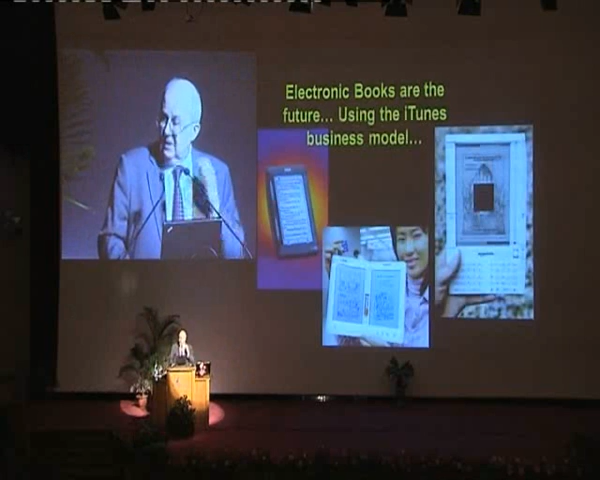 Electronic Books are the
future... Using the iTunes
business model...